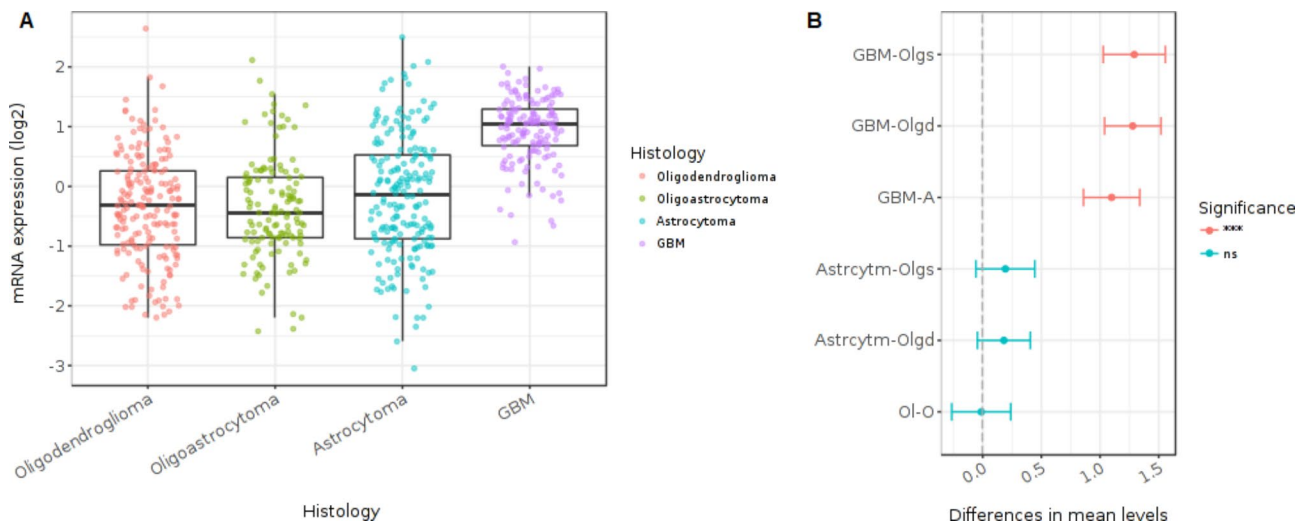 A
mRNA expression (log2)
2
1
0
-1
-2
-3
Oligodendroglioma
Oligoastrocytoma
Astrocytoma
GBM
Histology
Histology
Oligodendroglioma
Oligoastrocytoma
Astrocytoma
GBM
B
GBM-Olgs
GBM-Olgd
GBM-A
Astrcytm-Olgs
Astrcytm-Olgd
Ol-O
0.0
0.5
1.0
1.5
Differences in mean levels
Significance
***
ns